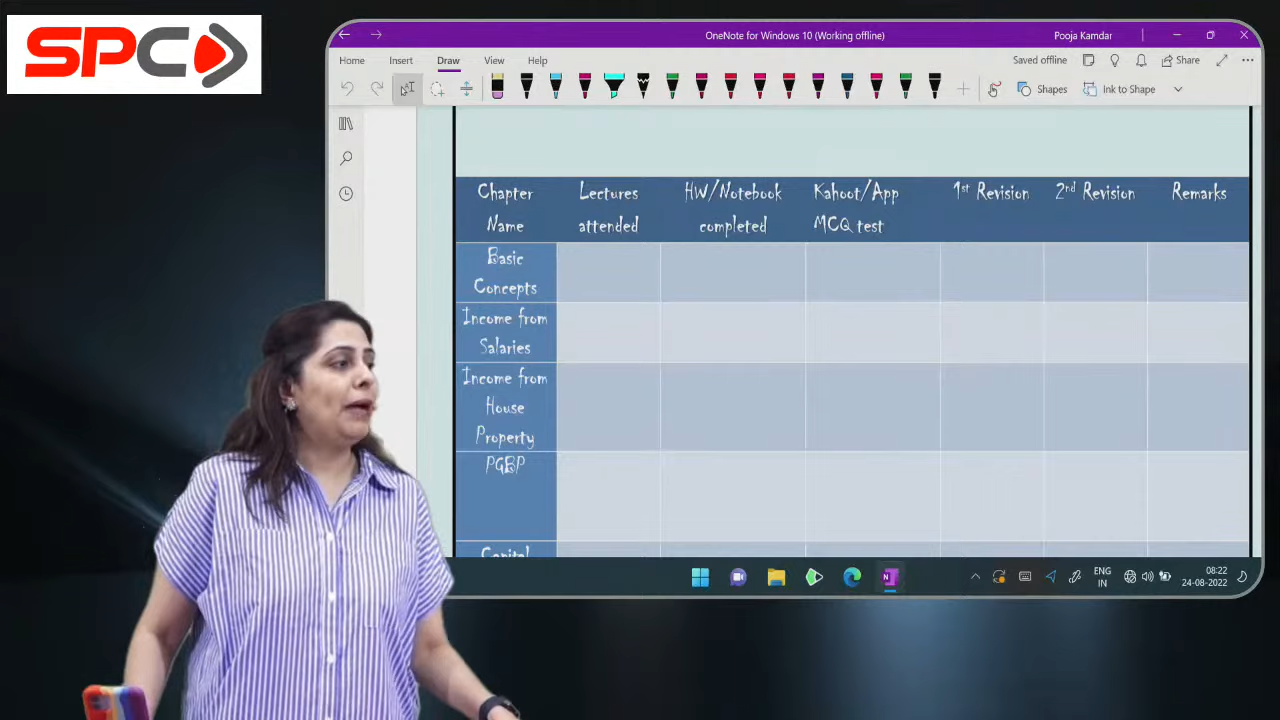 SPC
OneNote for Windows 10 (Working offline)
Pooja Kamdar
Home Insert Draw View Help
Saved offline
Share
Shapes
Ink to Shape
Chapter Name
Lectures attended
HW/Notebook completed
Kahoot/App MCQ test
1st Revision
2nd Revision
Remarks
Basic Concepts
Income from Salaries
Income from House Property
PGBP
Capital
ENG
IN
08:22
24-08-2022